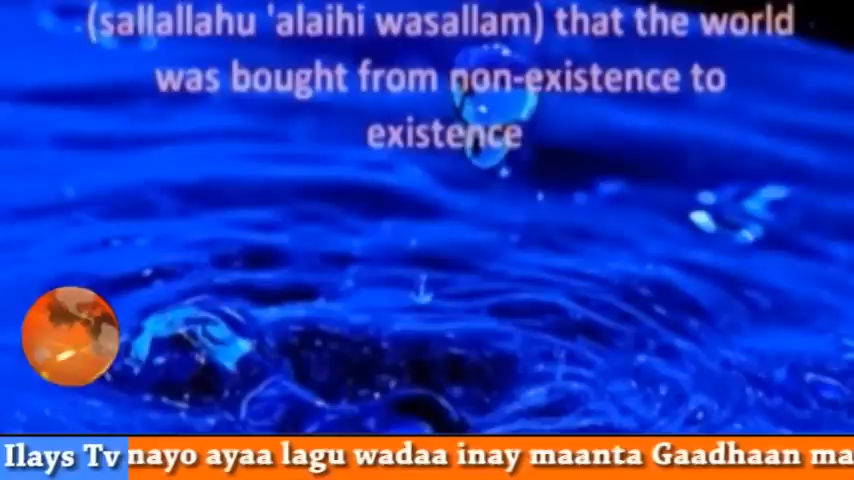 (sallallahu 'alaihi wasallam) that the world
was bought from non-existence to
existence
Ilays Tv nayo ayaa lagu wadaa inay maanta Gaadhaan ma